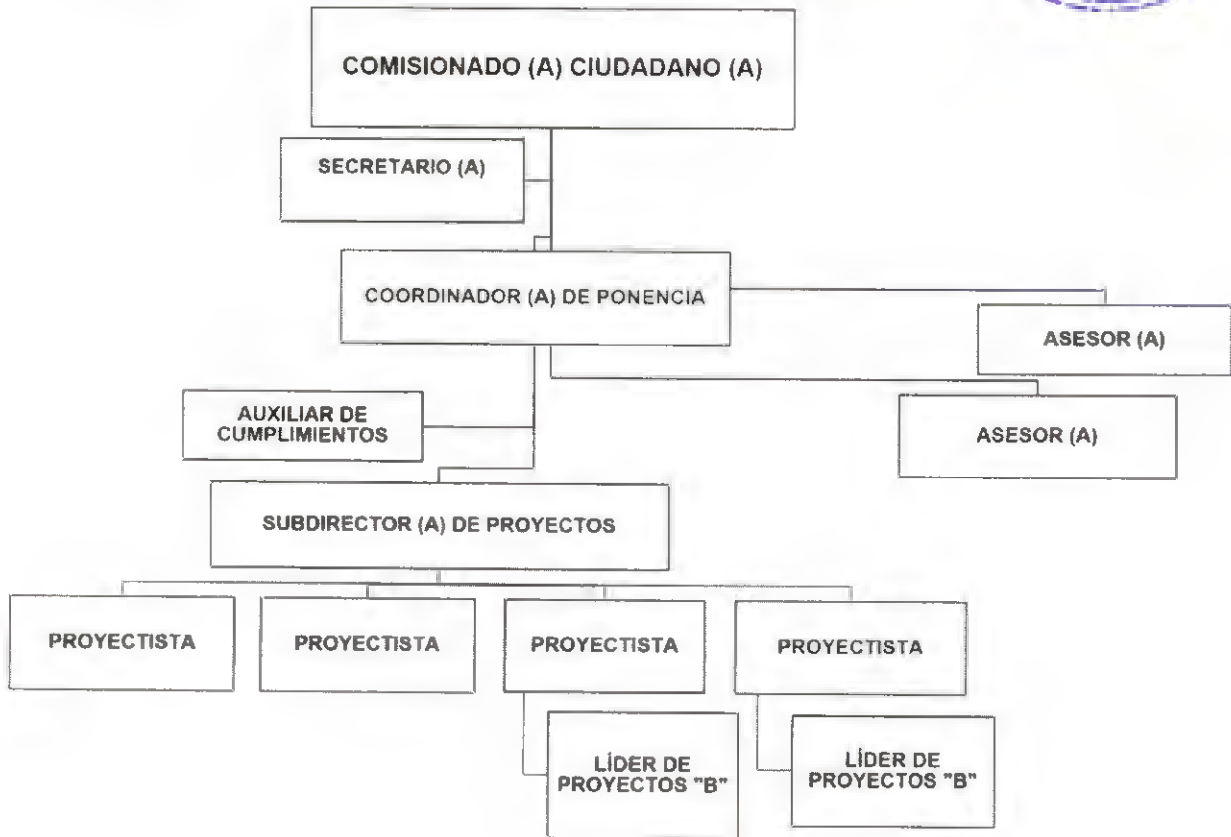 COMISIONADO (A) CIUDADANO (A)
SECRETARIO (A)
COORDINADOR (A) DE PONENCIA
ASESOR (A)
ASESOR (A)
AUXILIAR DE
CUMPLIMIENTOS
SUBDIRECTOR (A) DE PROYECTOS
PROYECTISTA
PROYECTISTA
PROYECTISTA
PROYECTISTA
LÍDER DE
PROYECTOS "B"
LÍDER DE
PROYECTOS "B"